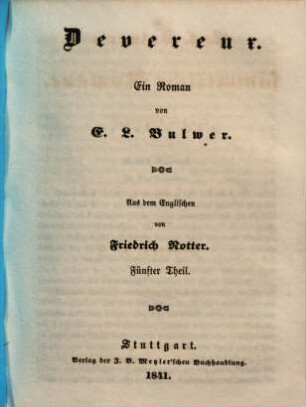 Devereux.
Ein Roman
von
E. L. Bulwer.
Aus dem Englischen
von
Friedrich Notter.
Fünfter Theil.
Stuttgart.
Verlag der J. B. Metzler'schen Buchhandlung.
1841.